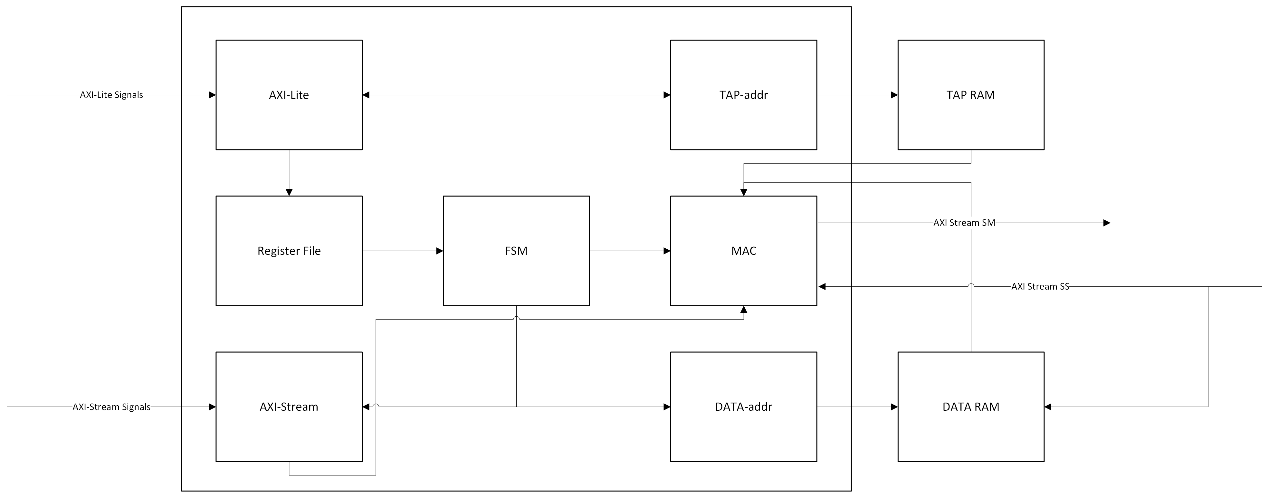 AXI-Lite Signals
AXI-Lite
TAP-addr
TAP RAM
Register File
FSM
MAC
AXI Stream SM
AXI Stream SS
AXI-Stream Signals
AXI-Stream
DATA-addr
DATA RAM